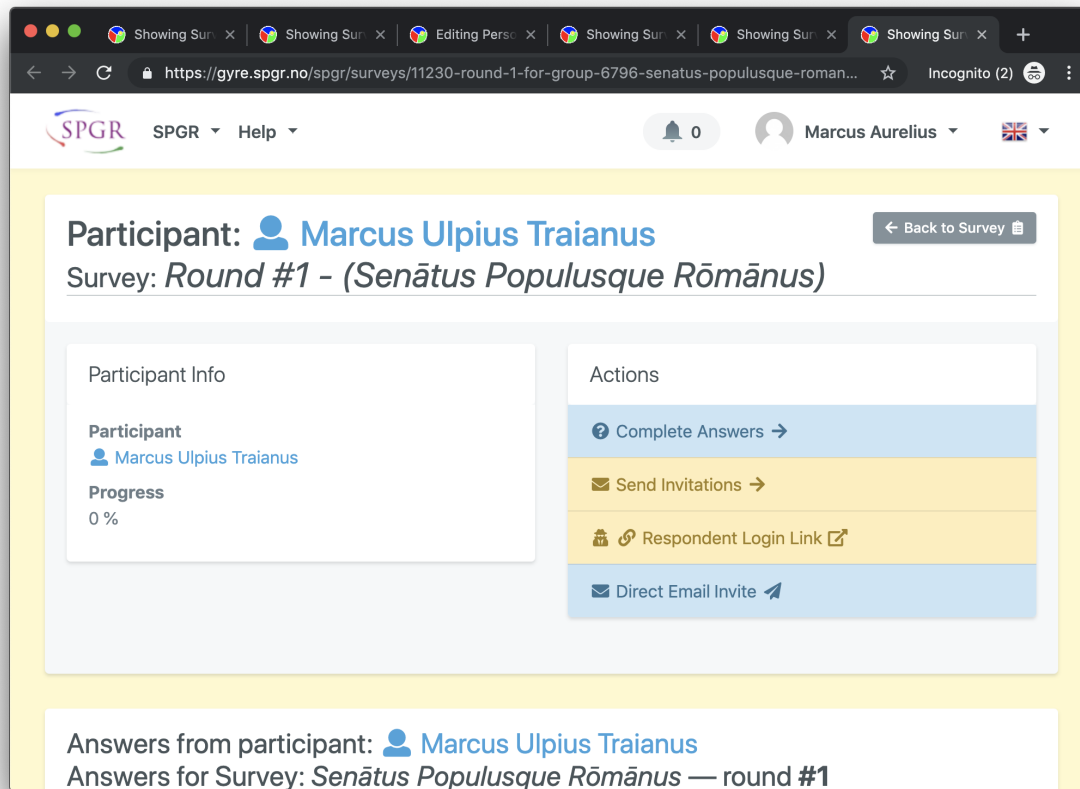 Showing Sur
Showing Sur
Editing Perso
Showing Sur
Showing Sur
Showing Sur
https://gyre.spgr.no/spgr/surveys/11230-round-1-for-group-6796-senatus-populusque-roman...
Incognito (2)
SPGR
SPGR
Help
0
Marcus Aurelius
Participant: Marcus Ulpius Traianus
Back to Survey
Survey: Round #1 - (Senātus Populusque Rōmānus)
Participant Info
Participant
Marcus Ulpius Traianus
Progress
0 %
Actions
Complete Answers
Send Invitations
Respondent Login Link
Direct Email Invite
Answers from participant: Marcus Ulpius Traianus
Answers for Survey: Senātus Populusque Rōmānus — round #1